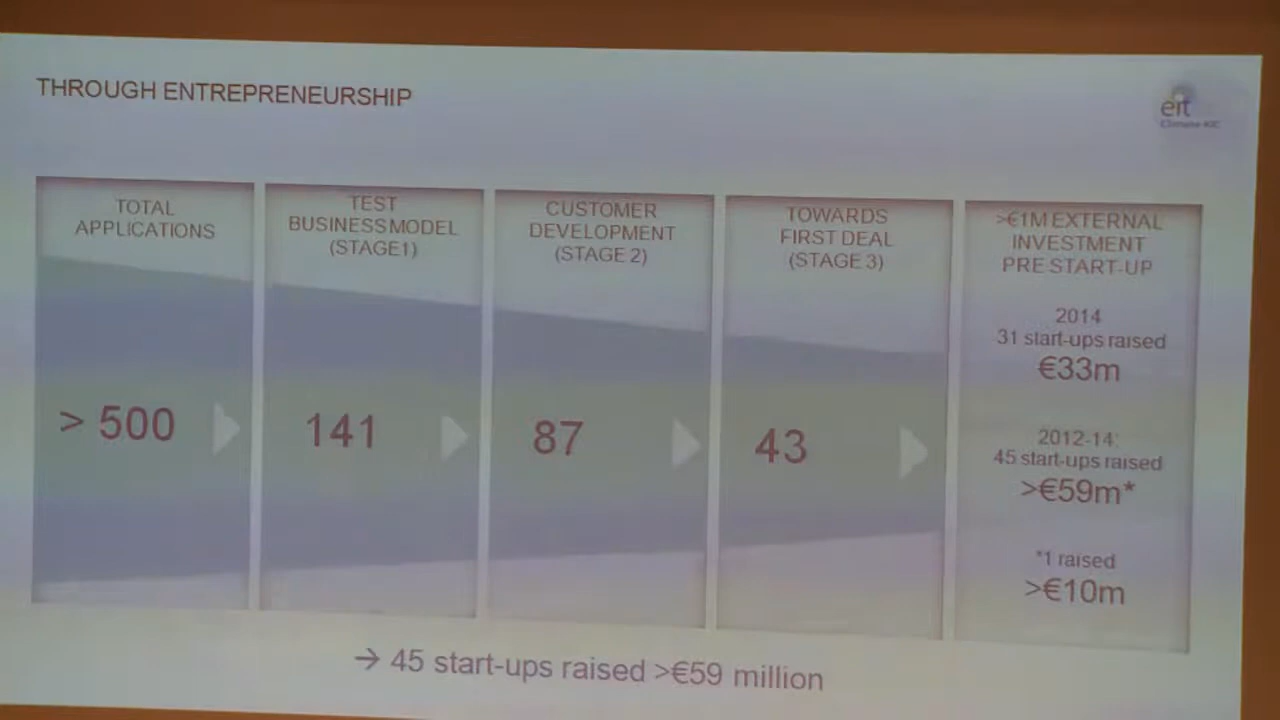 THROUGH ENTREPRENEURSHIP
eit
Climate-KIC
TOTAL
APPLICATIONS
> 500
TEST
BUSINESS MODEL
(STAGE1)
141
CUSTOMER
DEVELOPMENT
(STAGE 2)
87
TOWARDS
FIRST DEAL
(STAGE 3)
43
>€1M EXTERNAL
INVESTMENT
PRE START-UP
2014
31 start-ups raised
€33m
2012-14:
45 start-ups raised
>€59m*
*1 raised
>€10m
→ 45 start-ups raised >€59 million